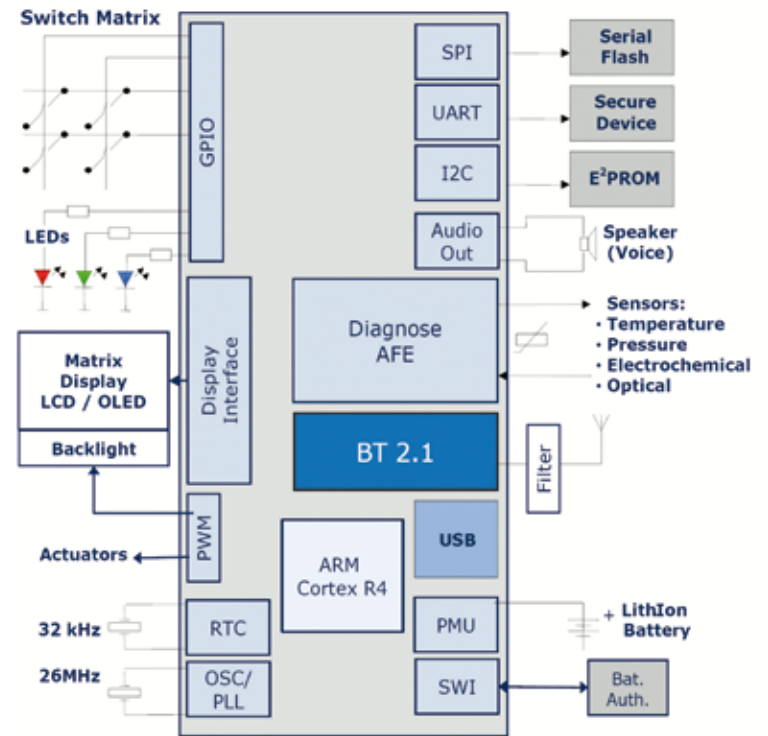 Switch Matrix
GPIO
LEDs
Matrix
Display
LCD / OLED
Backlight
Display
Interface
PWM
Actuators
32 kHz
RTC
26MHz
OSC/
PLL
SPI
Serial
Flash
UART
Secure
Device
I2C
E²PROM
Audio
Out
Speaker
(Voice)
Diagnose
AFE
Sensors:
· Temperature
· Pressure
· Electrochemical
· Optical
BT 2.1
Filter
USB
ARM
Cortex R4
PMU
+ LithIon
Battery
SWI
Bat.
Auth.